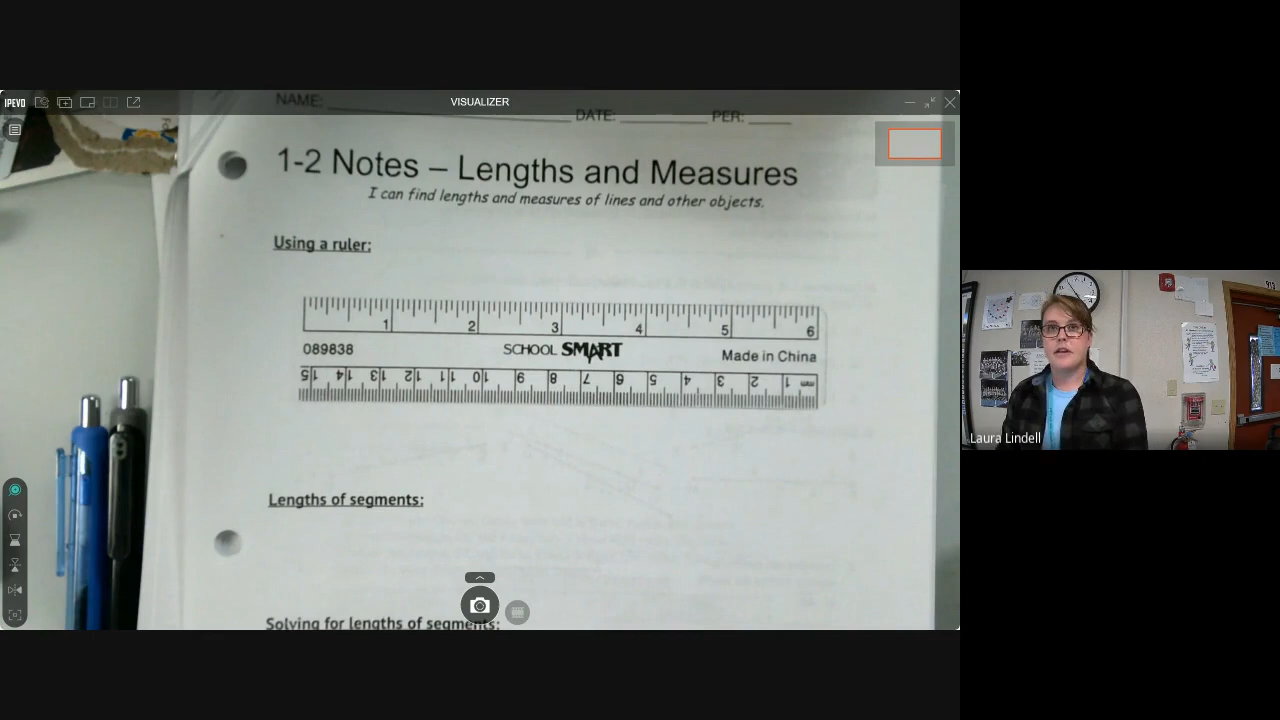 IPEVO
VISUALIZER
NAME:
DATE: PER:
1-2 Notes – Lengths and Measures
I can find lengths and measures of lines and other objects.
Using a ruler:
1 2 3 4 5 6
089838 SCHOOL SMART Made in China
15 14 13 12 11 10 9 8 7 6 5 4 3 2 1 mm
Lengths of segments:
Solving for lengths of segments:
913
Laura Lindell